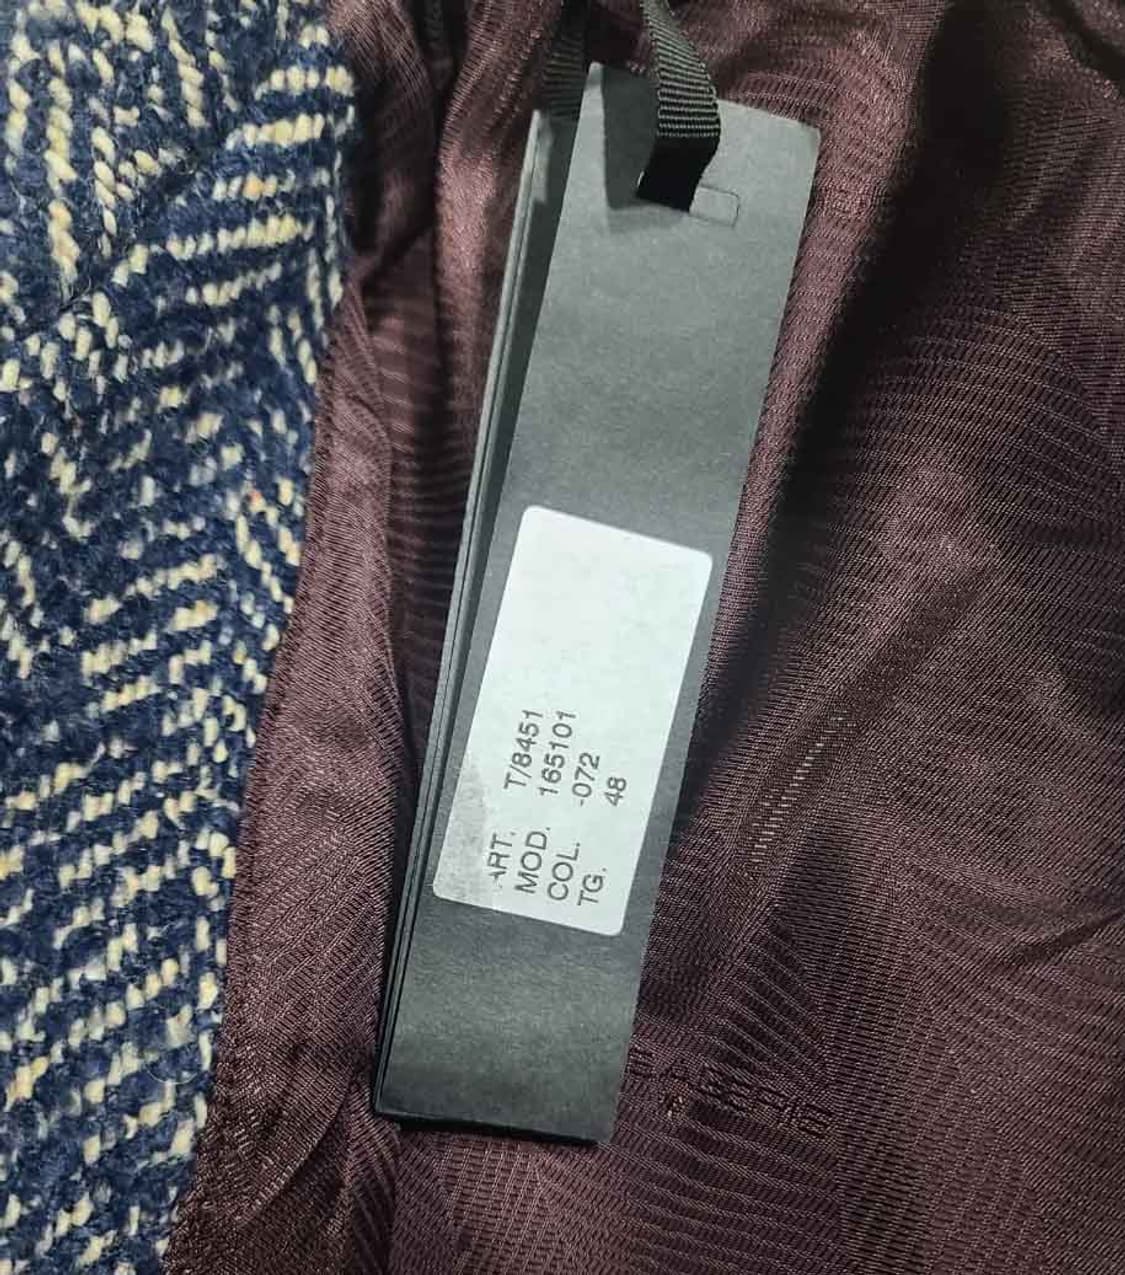 ART. T/8451
MOD. 165101
COL. -072
TG. 48